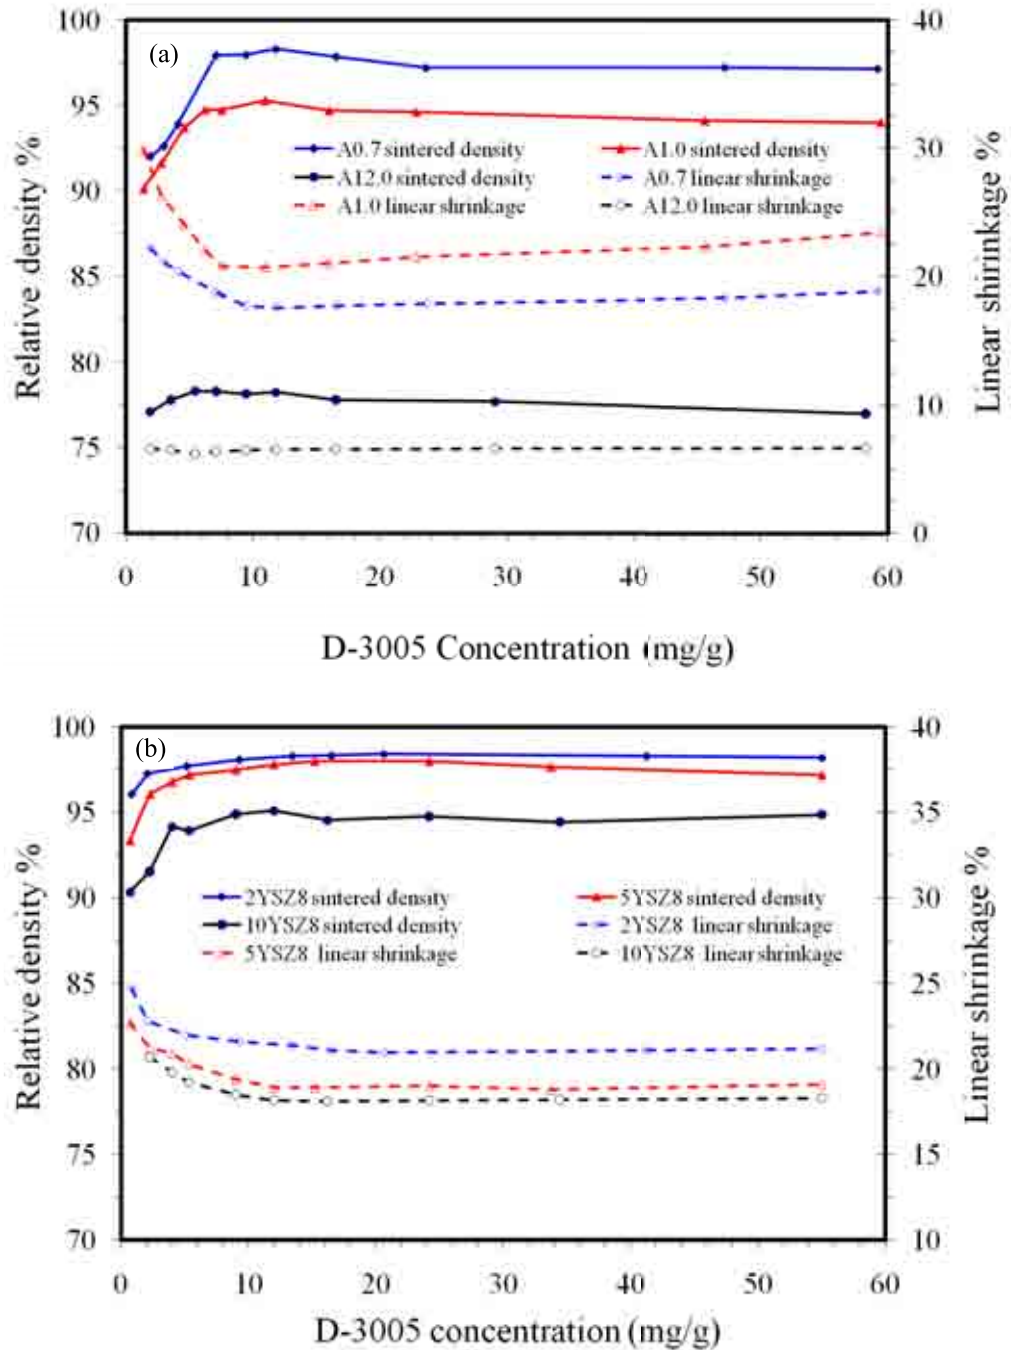 100
40
(a)
95
A0.7 sintered density
A1.0 sintered density
30
A12.0 sintered density
A0.7 linear shrinkage
90
A1.0 linear shrinkage
A12.0 linear shrinkage
85
20
80
10
75
70
0
0 10 20 30 40 50 60
Relative density %
Linear shirinkage %
D-3005 Concentration (mg/g)
100
40
(b)
95
35
90
30
2YSZ8 sintered density
5YSZ8 sintered density
10YSZ8 sintered density
2YSZ8 linear shrinkage
5YSZ8 linear shrinkage
10YSZ8 linear shrinkage
85
25
80
20
75
15
70
10
0 10 20 30 40 50 60
Relative density %
Linear shrinkage %
D-3005 concentration (mg/g)